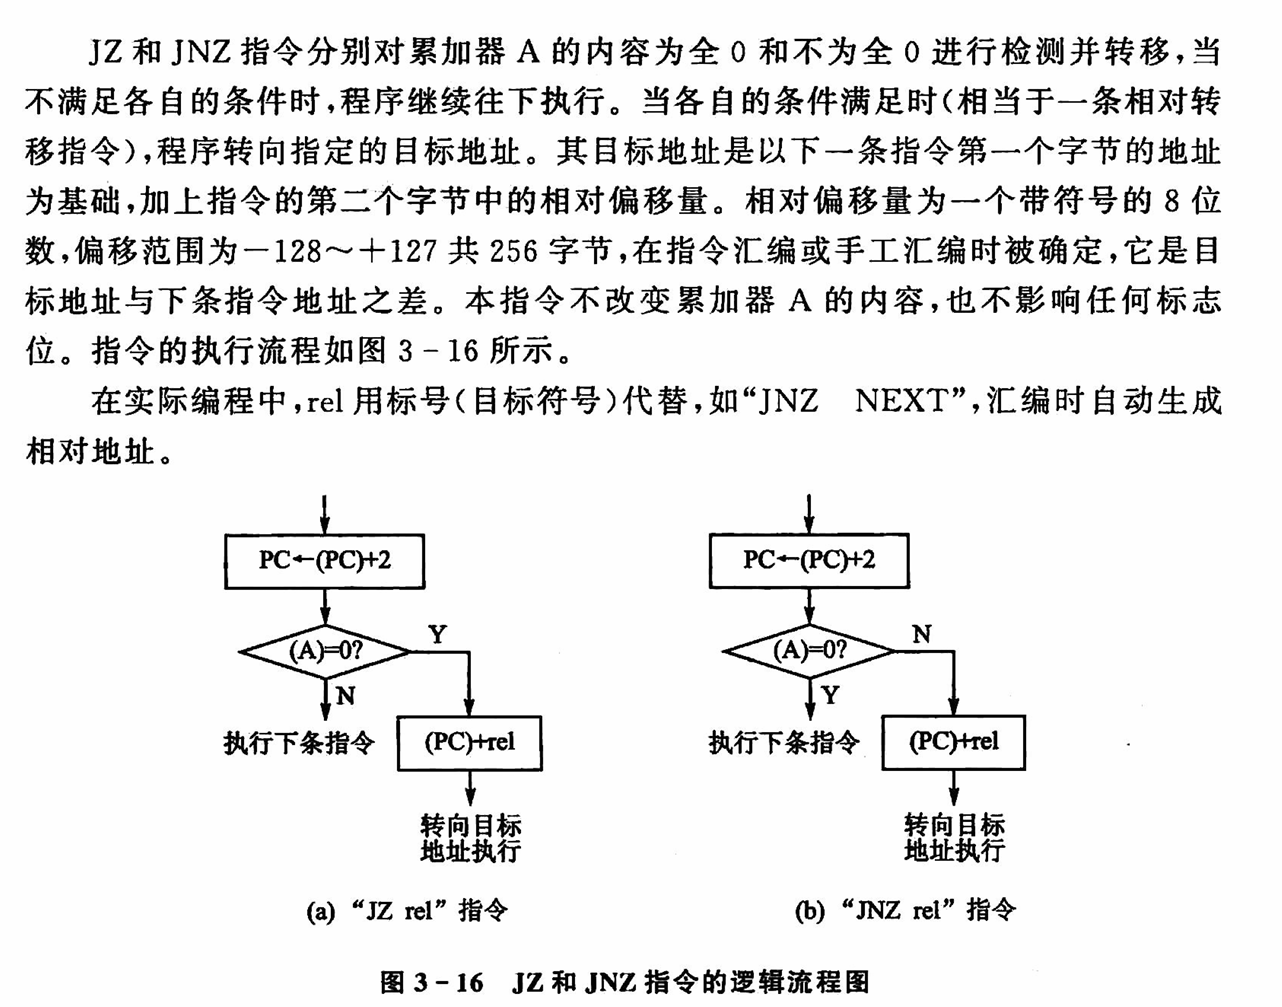 JZ 和 JNZ 指令分别对累加器 A 的内容为全 0 和不为全 0 进行检测并转移,当
不满足各自的条件时,程序继续往下执行。当各自的条件满足时(相当于一条相对转
移指令),程序转向指定的目标地址。其目标地址是以下一条指令第一个字节的地址
为基础,加上指令的第二个字节中的相对偏移量。相对偏移量为一个带符号的 8 位
数,偏移范围为－128～＋127 共 256 字节,在指令汇编或手工汇编时被确定,它是目
标地址与下条指令地址之差。本指令不改变累加器 A 的内容,也不影响任何标志
位。指令的执行流程如图 3－16 所示。
在实际编程中,rel 用标号(目标符号)代替,如“JNZ NEXT”,汇编时自动生成
相对地址。
PC←(PC)+2
(A)=0?
Y
N
执行下条指令
(PC)+rel
转向目标
地址执行
(a) “JZ rel” 指令
PC←(PC)+2
(A)=0?
N
Y
执行下条指令
(PC)+rel
转向目标
地址执行
(b) “JNZ rel” 指令
图 3－16 JZ 和 JNZ 指令的逻辑流程图